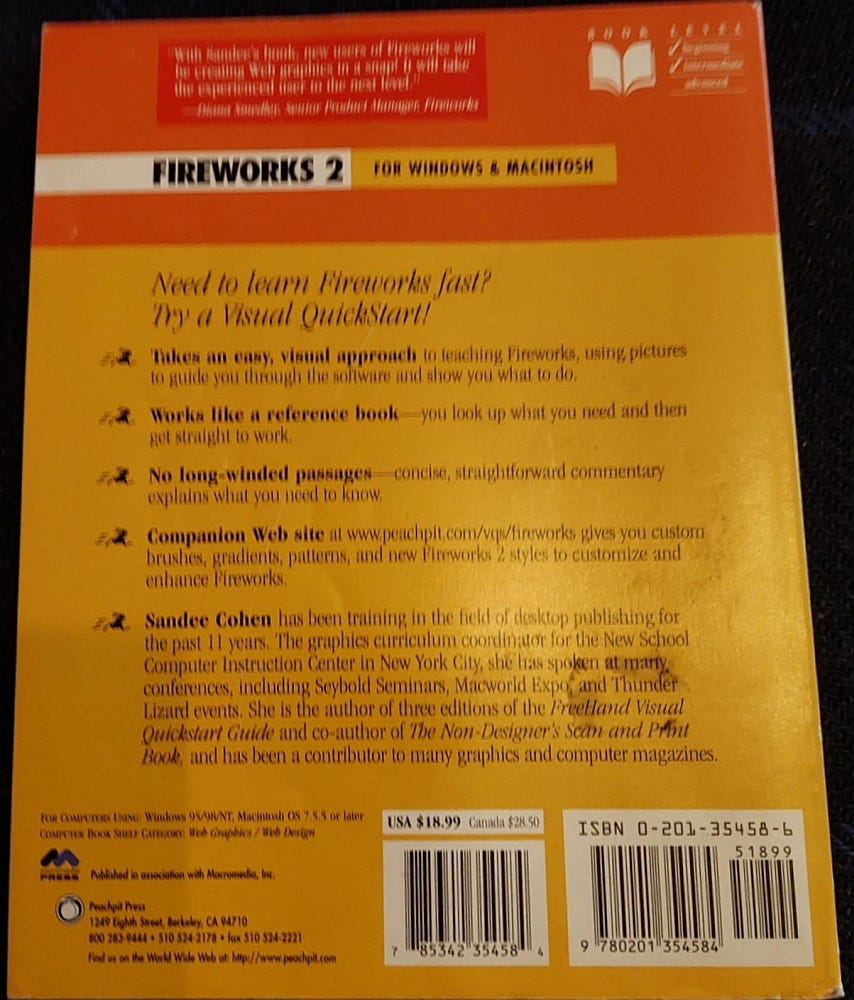 "With Sandee's book, new users of Fireworks will
be creating Web graphics in a snap! It will take
the experienced user to the next level."
—Diana Smedley, Senior Product Manager, Fireworks
BOOK LEVEL
✓ beginning
✓ intermediate
advanced
FIREWORKS 2 FOR WINDOWS & MACINTOSH
Need to learn Fireworks fast?
Try a Visual QuickStart!
Takes an easy, visual approach to teaching Fireworks, using pictures
to guide you through the software and show you what to do.
Works like a reference book—you look up what you need and then
get straight to work.
No long-winded passages—concise, straightforward commentary
explains what you need to know.
Companion Web site at www.peachpit.com/vqs/fireworks gives you custom
brushes, gradients, patterns, and new Fireworks 2 styles to customize and
enhance Fireworks.
Sandee Cohen has been training in the field of desktop publishing for
the past 11 years. The graphics curriculum coordinator for the New School
Computer Instruction Center in New York City, she has spoken at many
conferences, including Seybold Seminars, Macworld Expo, and Thunder
Lizard events. She is the author of three editions of the FreeHand Visual
Quickstart Guide and co-author of The Non-Designer's Scan and Print
Book, and has been a contributor to many graphics and computer magazines.
FOR COMPUTERS USING: Windows 95/98/NT, Macintosh OS 7.5.5 or later
COMPUTER BOOK SHELF CATEGORY: Web Graphics / Web Design
PRESS
Published in association with Macromedia, Inc.
Peachpit Press
1249 Eighth Street, Berkeley, CA 94710
800 283-9444 • 510 524-2178 • fax 510 524-2221
Find us on the World Wide Web at: http://www.peachpit.com
USA $18.99 Canada $28.50
7 85342 35458 4
ISBN 0-201-35458-6
51899
9 780201 354584